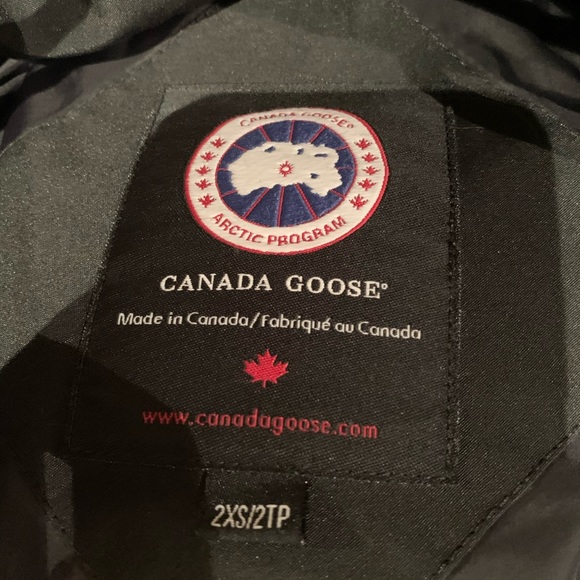 CANADA GOOSE®
ARCTIC PROGRAM
CANADA GOOSE®
Made in Canada/Fabriqué au Canada
www.canadagoose.com
2XS/2TP